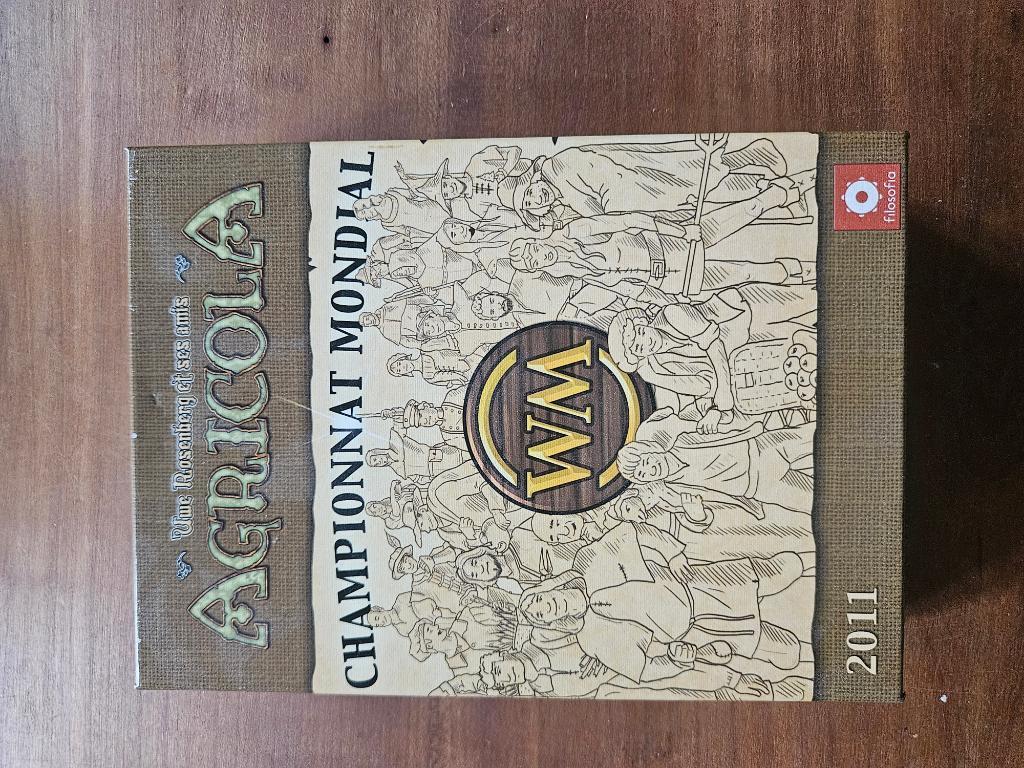 Uwe Rosenberg et ses amis
AGRICOLA
CHAMPIONNAT MONDIAL
WM
2011
filosofia